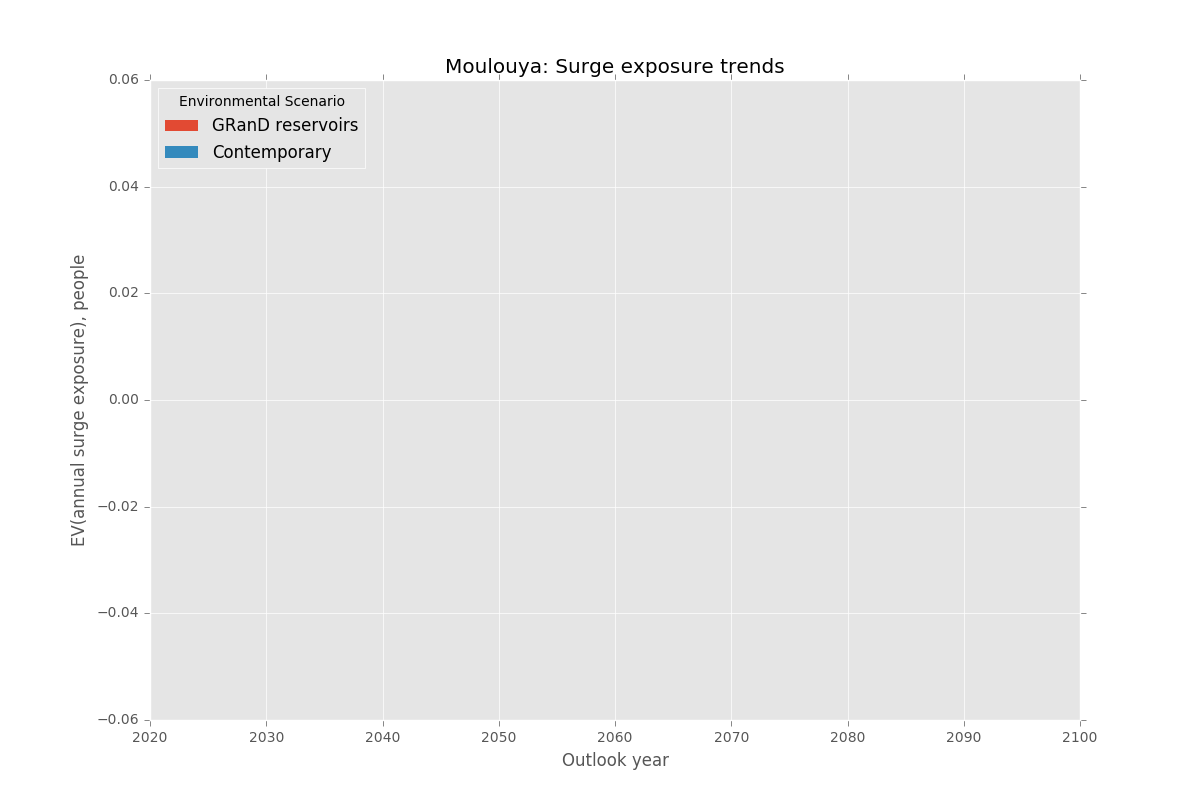 Moulouya: Surge exposure trends
Environmental Scenario
GRanD reservoirs
Contemporary
EV(annual surge exposure), people
0.06
0.04
0.02
0.00
−0.02
−0.04
−0.06
2020 2030 2040 2050 2060 2070 2080 2090 2100
Outlook year